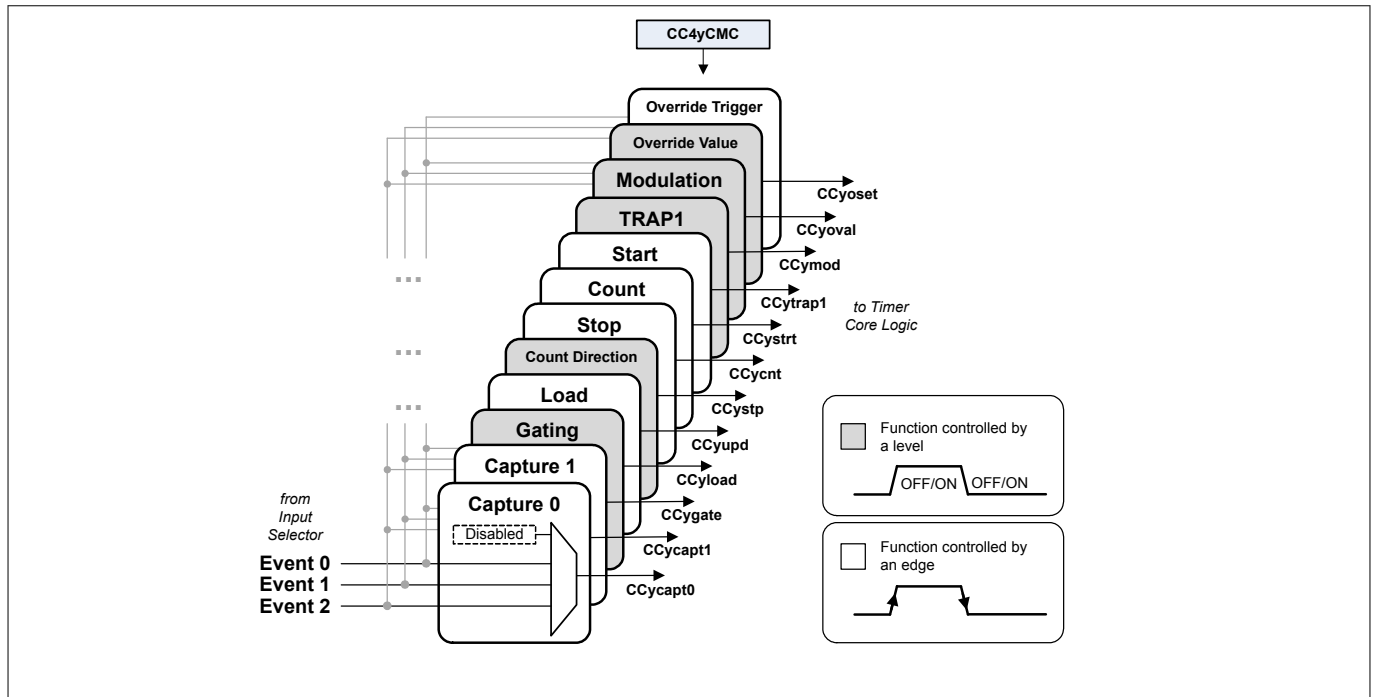 CC4yCMC
Override Trigger
Override Value
Modulation
CCyoset
TRAP1
CCyoval
Start
CCymod
Count
CCytrap1
to Timer
Core Logic
Stop
CCystrt
Count Direction
CCycnt
Load
CCystp
Gating
CCyupd
Capture 1
CCyload
Capture 0
CCygate
Disabled
CCycapt1
CCycapt0
from
Input
Selector
Event 0
Event 1
Event 2
Function controlled by
a level
OFF/ON OFF/ON
Function controlled by
an edge